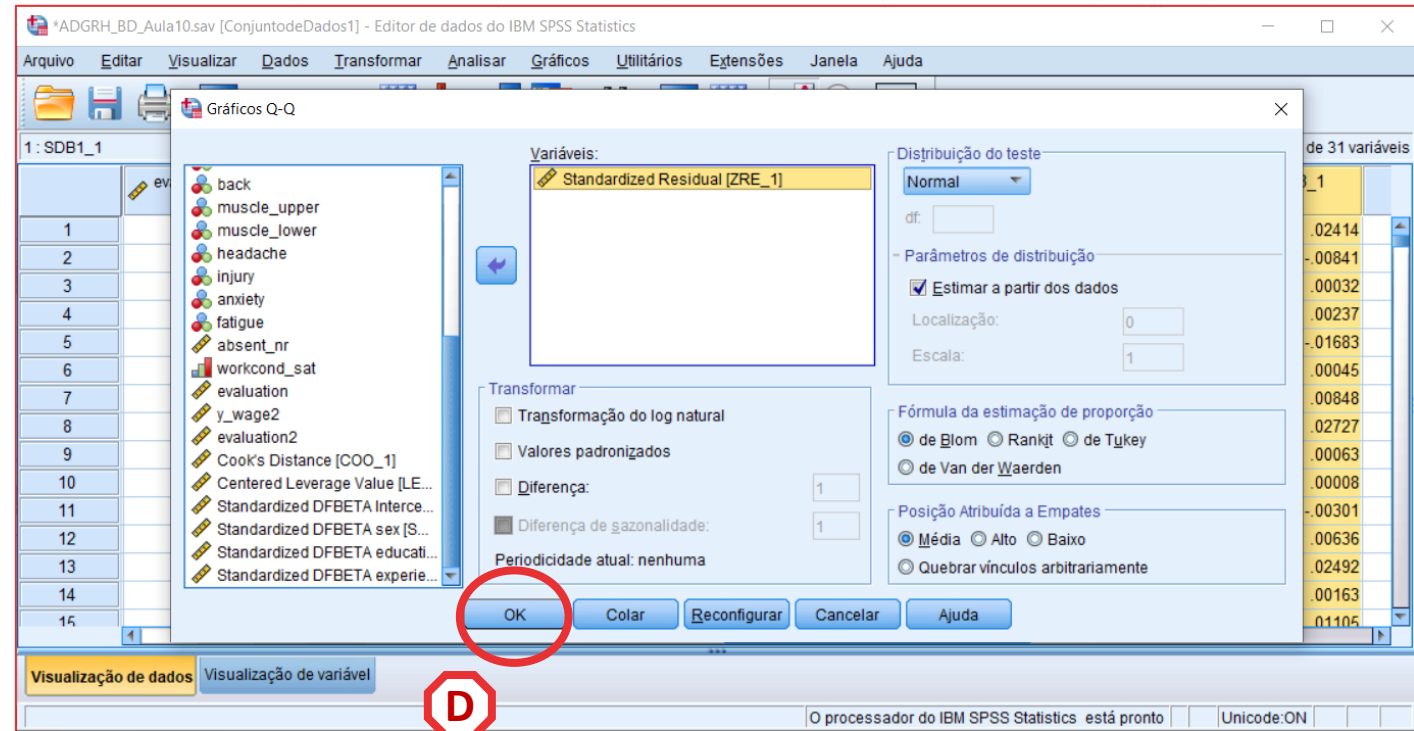 *ADGRH_BD_Aula10.sav [ConjuntodeDados1] - Editor de dados do IBM SPSS Statistics
Arquivo Editar Visualizar Dados Transformar Analisar Gráficos Utilitários Extensões Janela Ajuda
Gráficos Q-Q
1 : SDB1_1
de 31 variáveis
back
muscle_upper
muscle_lower
headache
injury
anxiety
fatigue
absent_nr
workcond_sat
evaluation
y_wage2
evaluation2
Cook's Distance [COO_1]
Centered Leverage Value [LE...
Standardized DFBETA Interce...
Standardized DFBETA sex [S...
Standardized DFBETA educati...
Standardized DFBETA experie...
Variáveis:
Standardized Residual [ZRE_1]
Transformar
Transformação do log natural
Valores padronizados
Diferença: 1
Diferença de sazonalidade: 1
Periodicidade atual: nenhuma
Distribuição do teste
Normal
df:
Parâmetros de distribuição
Estimar a partir dos dados
Localização: 0
Escala: 1
Fórmula da estimação de proporção
de Blom Rankit de Tukey
de Van der Waerden
Posição Atribuída a Empates
Média Alto Baixo
Quebrar vínculos arbitrariamente
OK Colar Reconfigurar Cancelar Ajuda
ev
_1
1 .02414
2 -.00841
3 .00032
4 .00237
5 -.01683
6 .00045
7 .00848
8 .02727
9 .00063
10 .00008
11 -.00301
12 .00636
13 .02492
14 .00163
15 .01105
Visualização de dados Visualização de variável
D
O processador do IBM SPSS Statistics está pronto Unicode:ON